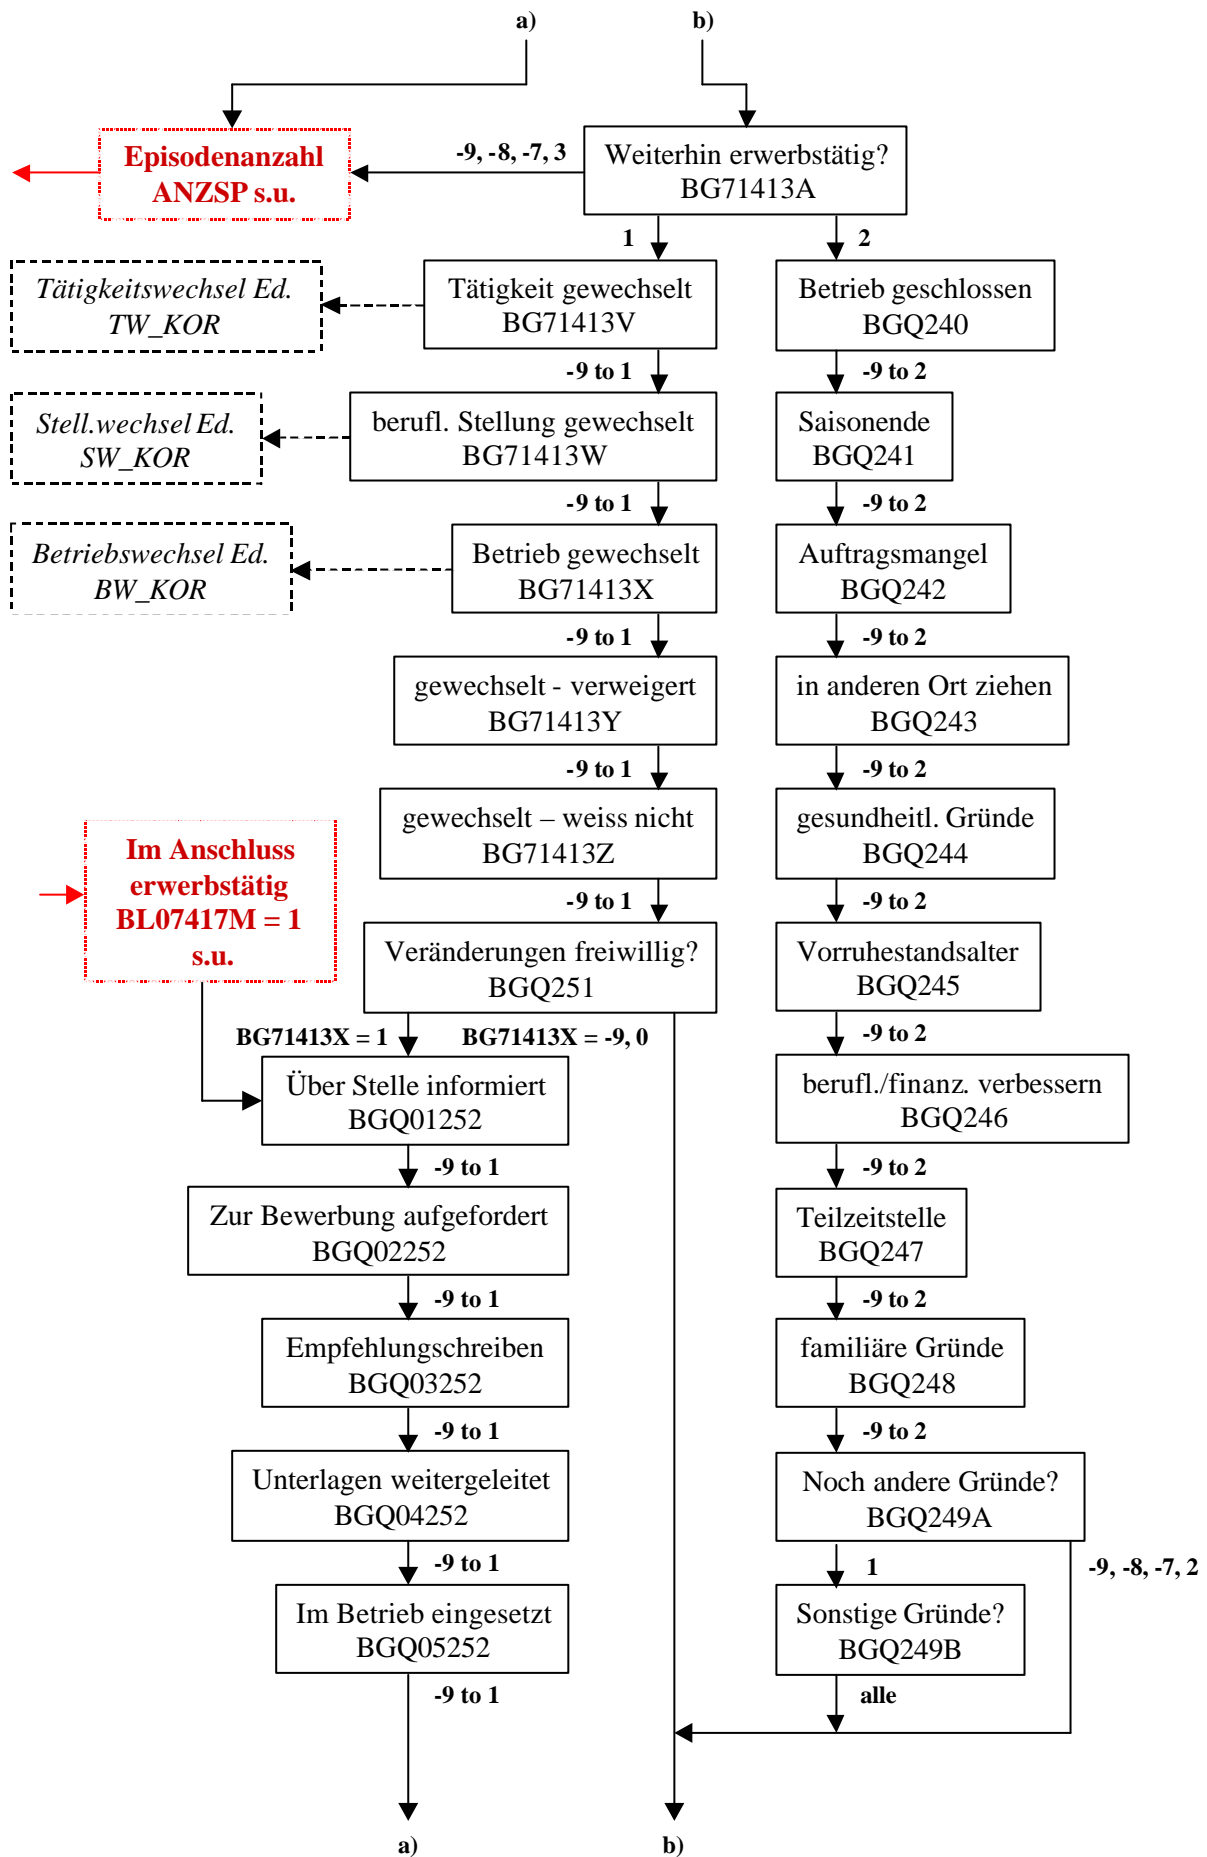 a)
b)
Episodenanzahl
ANZSP s.u.
-9, -8, -7, 3
Weiterhin erwerbstätig?
BG71413A
1
2
Tätigkeitswechsel Ed.
TW_KOR
Tätigkeit gewechselt
BG71413V
Betrieb geschlossen
BGQ240
-9 to 1
-9 to 2
Stell.wechsel Ed.
SW_KOR
berufl. Stellung gewechselt
BG71413W
Saisonende
BGQ241
-9 to 1
-9 to 2
Betriebswechsel Ed.
BW_KOR
Betrieb gewechselt
BG71413X
Auftragsmangel
BGQ242
-9 to 1
-9 to 2
gewechselt - verweigert
BG71413Y
in anderen Ort ziehen
BGQ243
-9 to 1
-9 to 2
gewechselt – weiss nicht
BG71413Z
gesundheitl. Gründe
BGQ244
Im Anschluss
erwerbstätig
BL07417M = 1
s.u.
-9 to 1
-9 to 2
Veränderungen freiwillig?
BGQ251
Vorruhestandsalter
BGQ245
BG71413X = 1
BG71413X = -9, 0
-9 to 2
Über Stelle informiert
BGQ01252
berufl./finanz. verbessern
BGQ246
-9 to 1
-9 to 2
Zur Bewerbung aufgefordert
BGQ02252
Teilzeitstelle
BGQ247
-9 to 1
-9 to 2
Empfehlungschreiben
BGQ03252
familiäre Gründe
BGQ248
-9 to 1
-9 to 2
Unterlagen weitergeleitet
BGQ04252
Noch andere Gründe?
BGQ249A
-9 to 1
1
-9, -8, -7, 2
Im Betrieb eingesetzt
BGQ05252
Sonstige Gründe?
BGQ249B
-9 to 1
alle
a)
b)